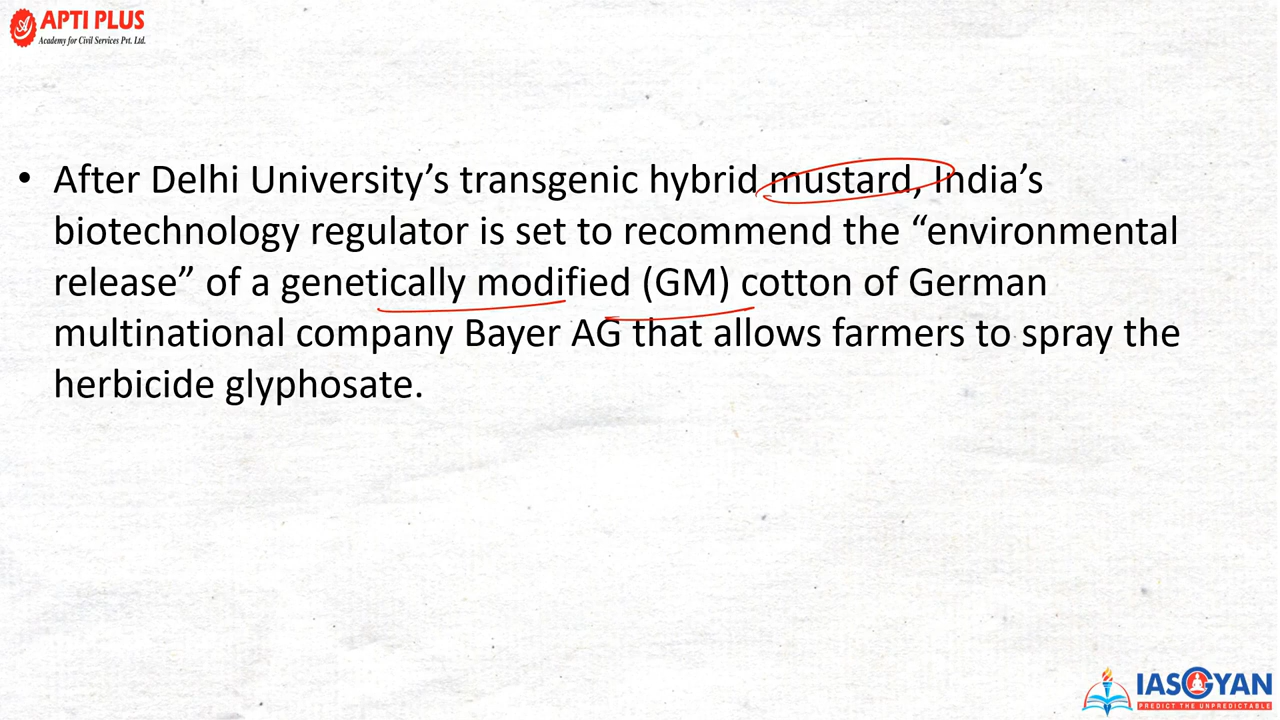 APTI PLUS
Academy for Civil Services Pvt. Ltd.
• After Delhi University’s transgenic hybrid mustard, India’s
biotechnology regulator is set to recommend the “environmental
release” of a genetically modified (GM) cotton of German
multinational company Bayer AG that allows farmers to spray the
herbicide glyphosate.
IASGYAN
PREDICT THE UNPREDICTABLE